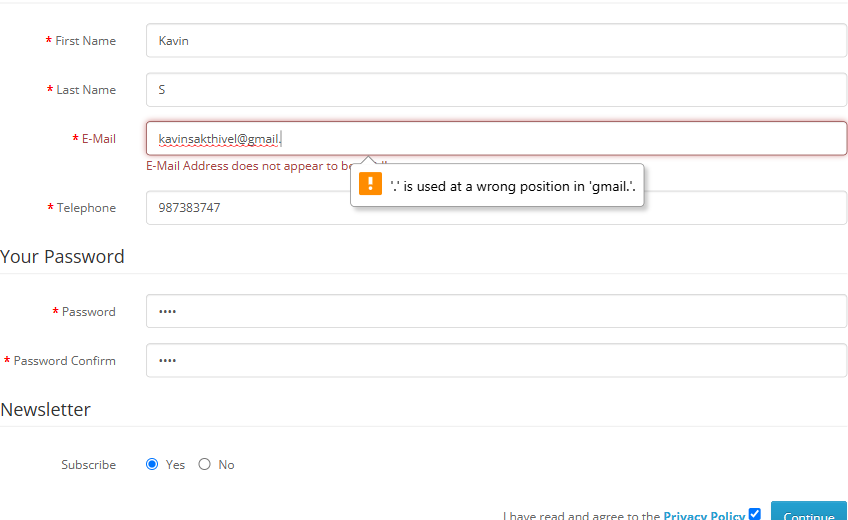 * First Name Kavin
* Last Name S
* E-Mail kavinsakthivel@gmail.
E-Mail Address does not appear to be
'.' is used at a wrong position in 'gmail.'.
* Telephone 987383747
Your Password
* Password ••••
* Password Confirm ••••
Newsletter
Subscribe Yes No
I have read and agree to the Privacy Policy Continue